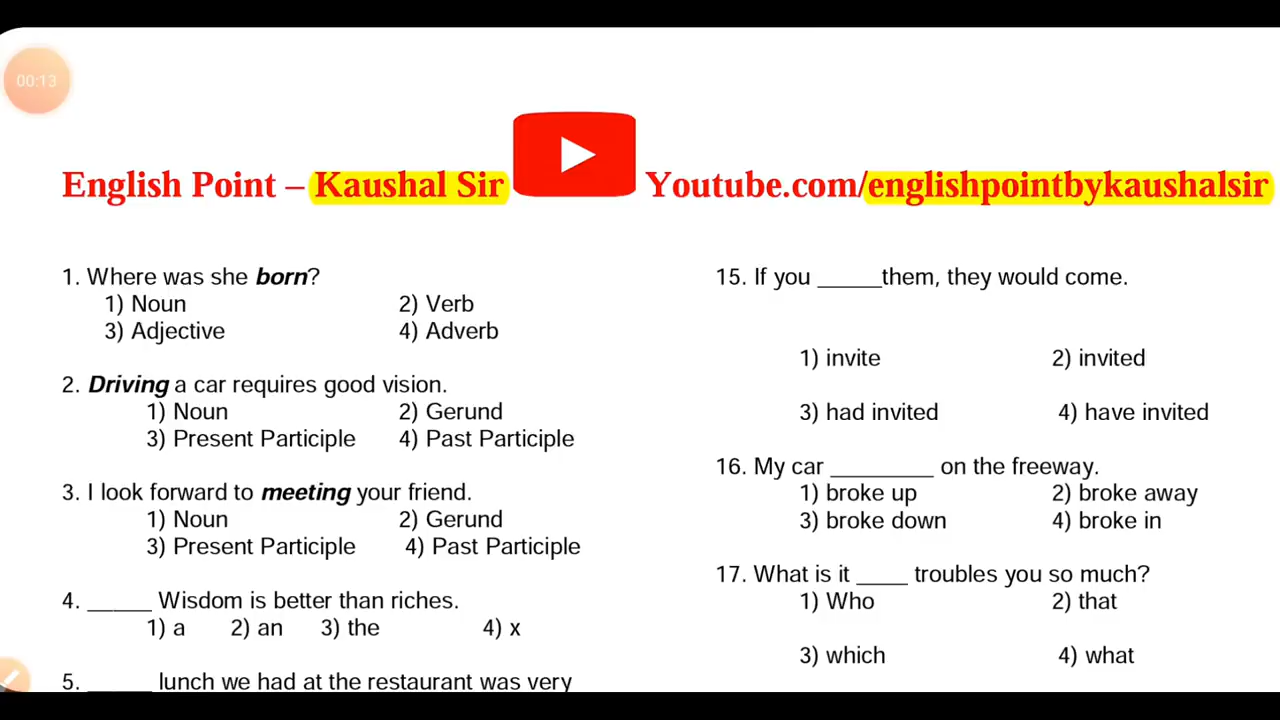 00:13
English Point – Kaushal Sir Youtube.com/englishpointbykaushalsir
1. Where was she born?
1) Noun 2) Verb
3) Adjective 4) Adverb
2. Driving a car requires good vision.
1) Noun 2) Gerund
3) Present Participle 4) Past Participle
3. I look forward to meeting your friend.
1) Noun 2) Gerund
3) Present Participle 4) Past Participle
4. _____ Wisdom is better than riches.
1) a 2) an 3) the 4) x
5. _____ lunch we had at the restaurant was very
15. If you _____them, they would come.
1) invite 2) invited
3) had invited 4) have invited
16. My car ________ on the freeway.
1) broke up 2) broke away
3) broke down 4) broke in
17. What is it ____ troubles you so much?
1) Who 2) that
3) which 4) what